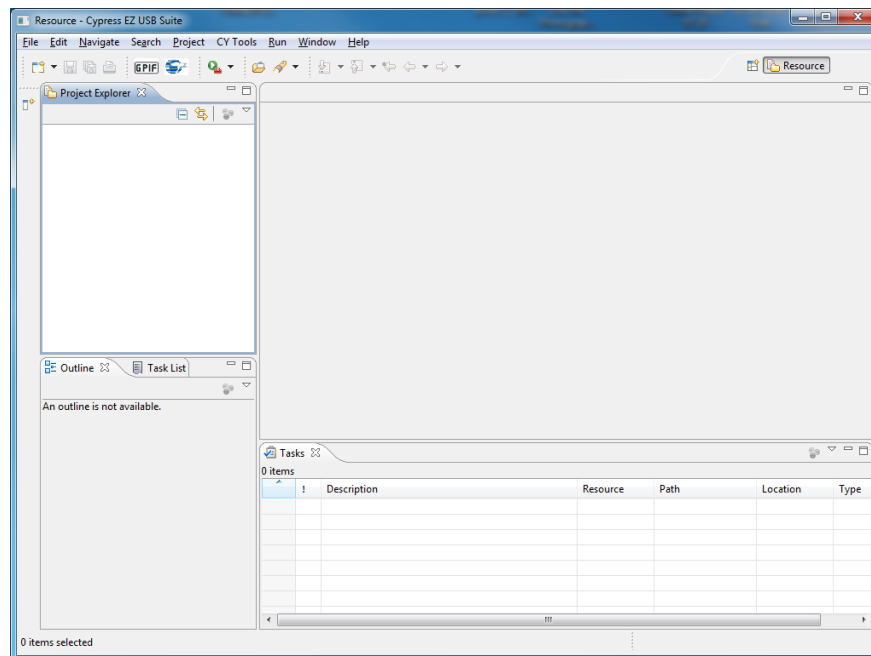 Resource - Cypress EZ USB Suite
File Edit Navigate Search Project CY Tools Run Window Help
GPIF
Resource
Project Explorer
Outline Task List
An outline is not available.
Tasks
0 items
! Description Resource Path Location Type
0 items selected